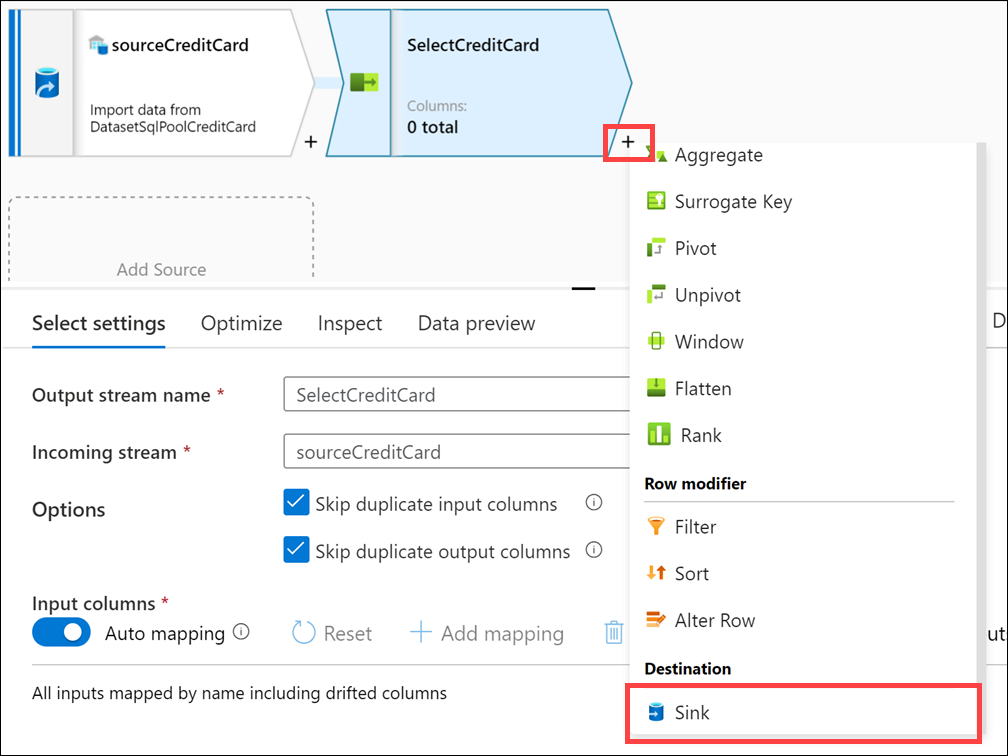 sourceCreditCard
Import data from
DatasetSqlPoolCreditCard
+
SelectCreditCard
Columns:
0 total
+
Add Source
Aggregate
Surrogate Key
Pivot
Unpivot
Window
Flatten
Rank
Row modifier
Filter
Sort
Alter Row
Destination
Sink
Select settings
Optimize
Inspect
Data preview
D
Output stream name *
SelectCreditCard
Incoming stream *
sourceCreditCard
Options
Skip duplicate input columns
Skip duplicate output columns
Input columns *
Auto mapping
Reset
Add mapping
ut
All inputs mapped by name including drifted columns